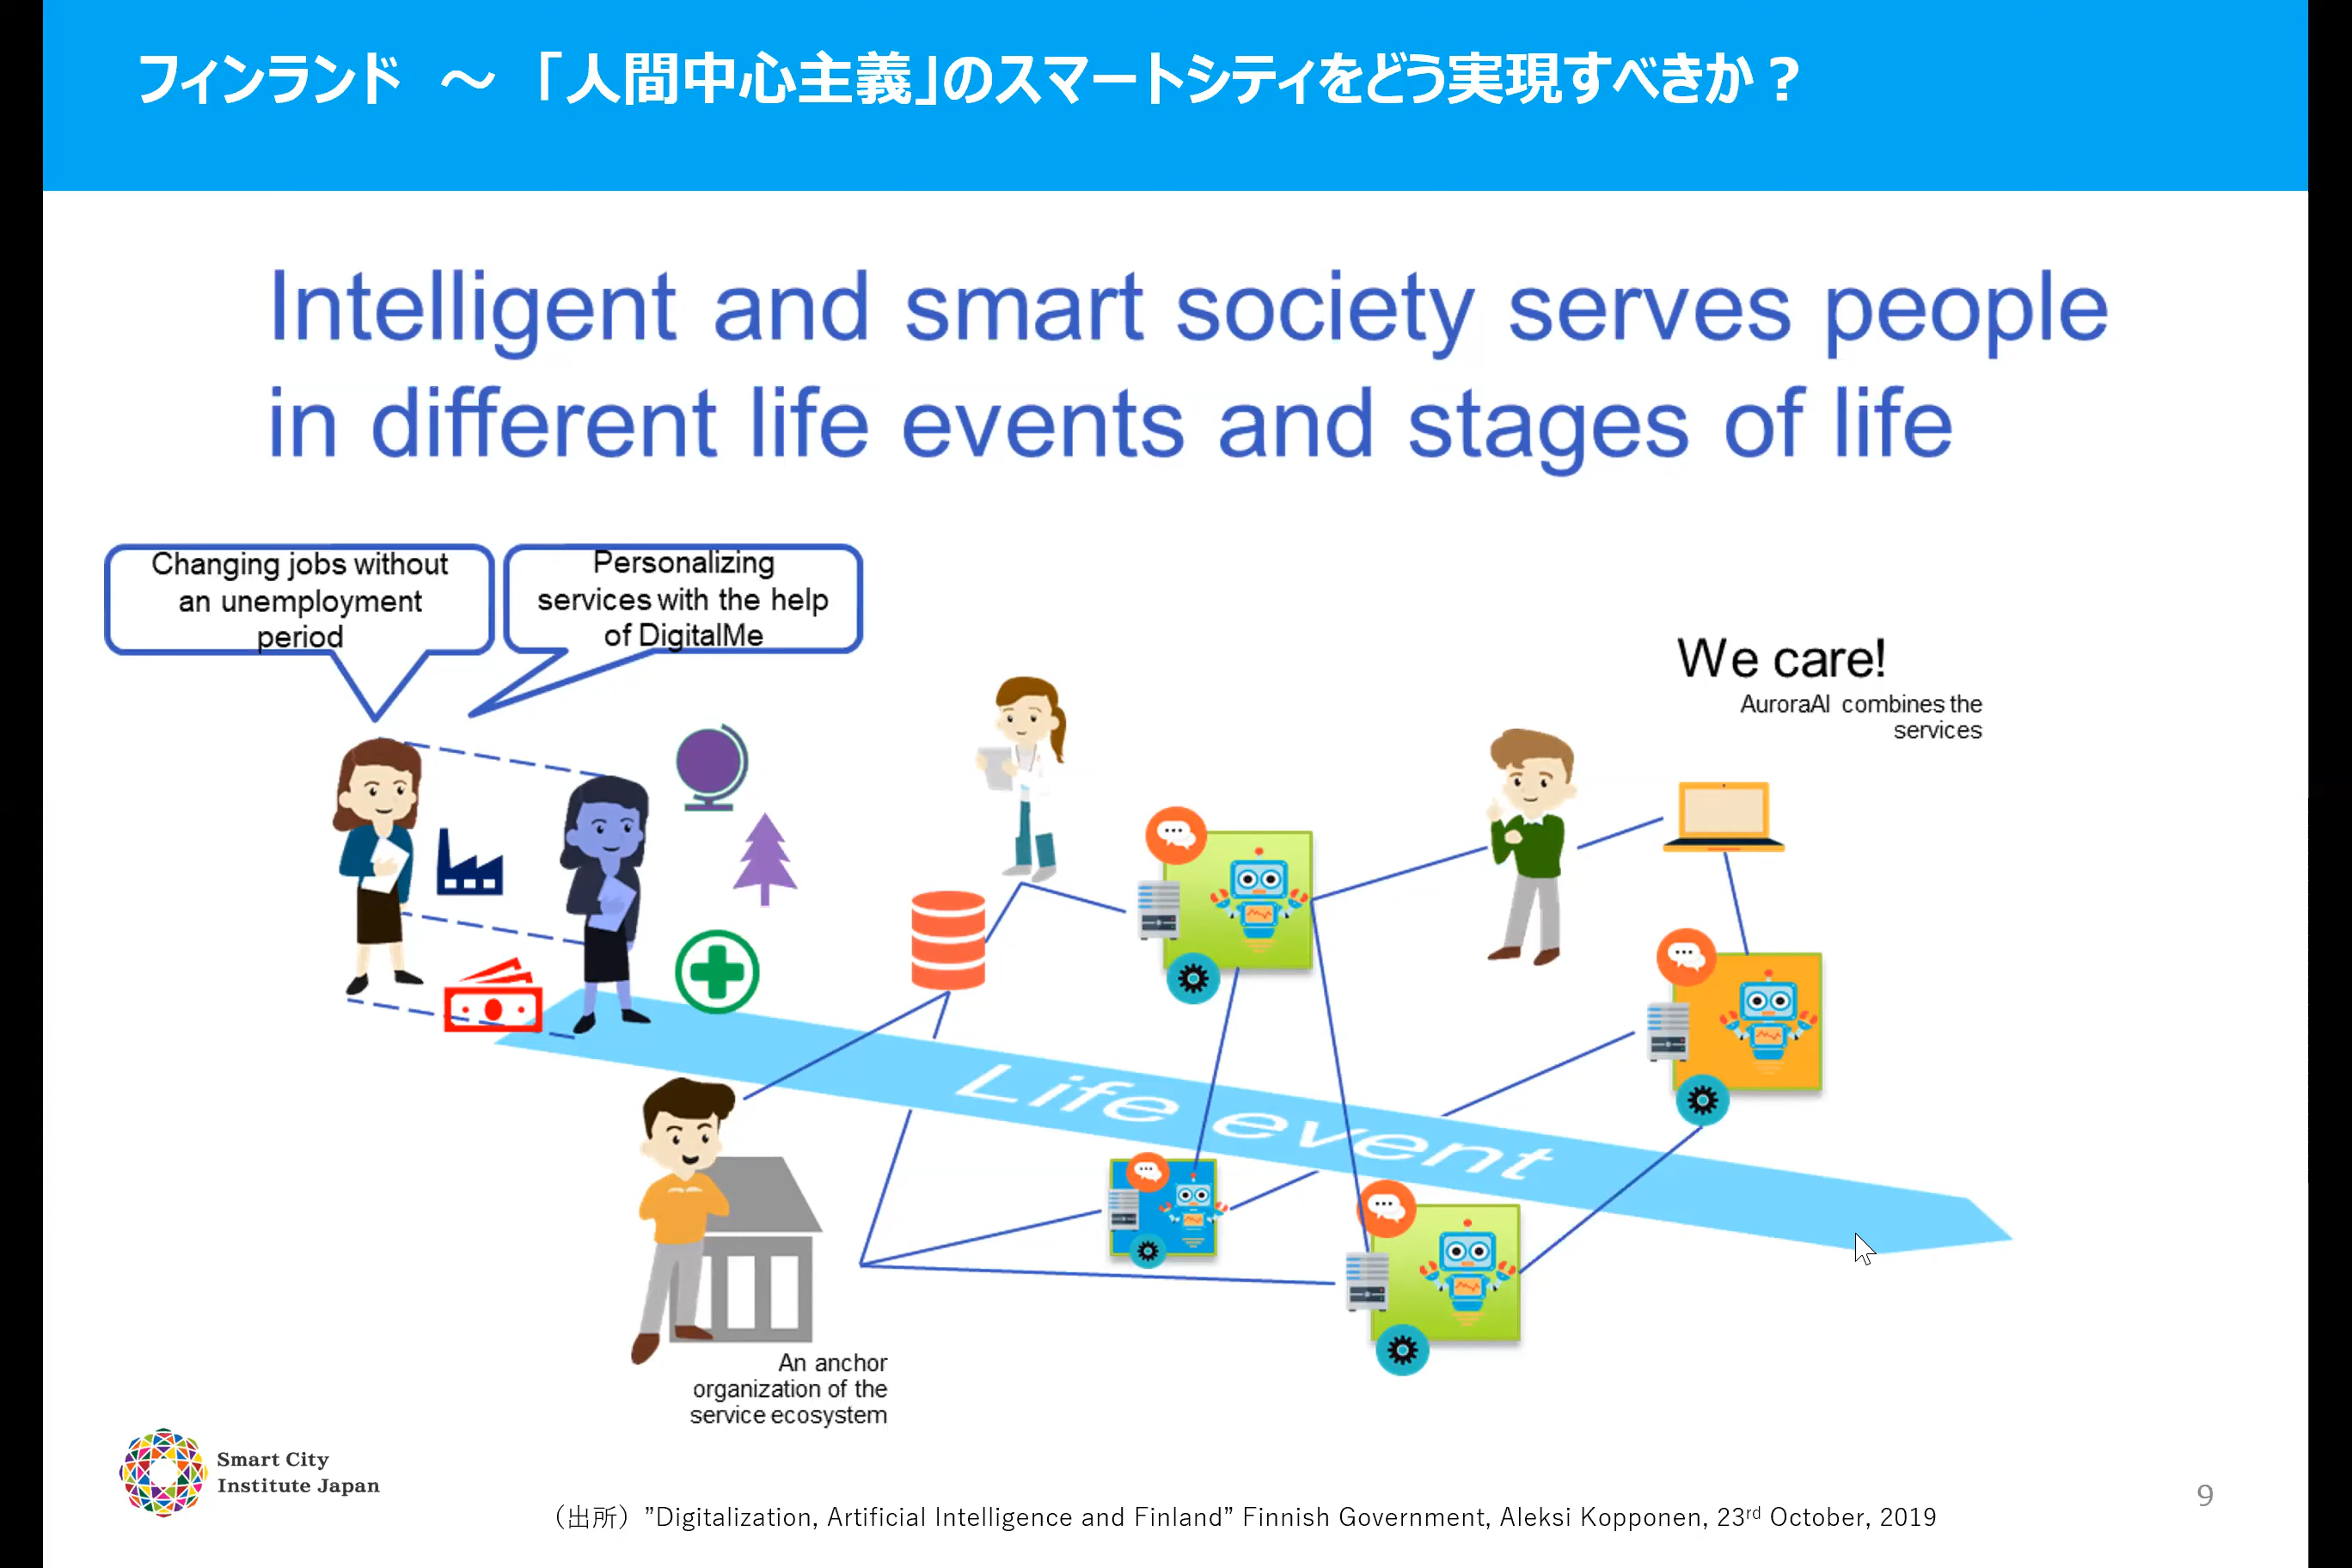 フィンランド ～ 「人間中心主義」のスマートシティをどう実現すべきか？
Intelligent and smart society serves people
in different life events and stages of life
Changing jobs without
an unemployment
period
Personalizing
services with the help
of DigitalMe
We care!
AuroraAI combines the
services
Life event
An anchor
organization of the
service ecosystem
Smart City
Institute Japan
（出所）”Digitalization, Artificial Intelligence and Finland” Finnish Government, Aleksi Kopponen, 23rd October, 2019
9